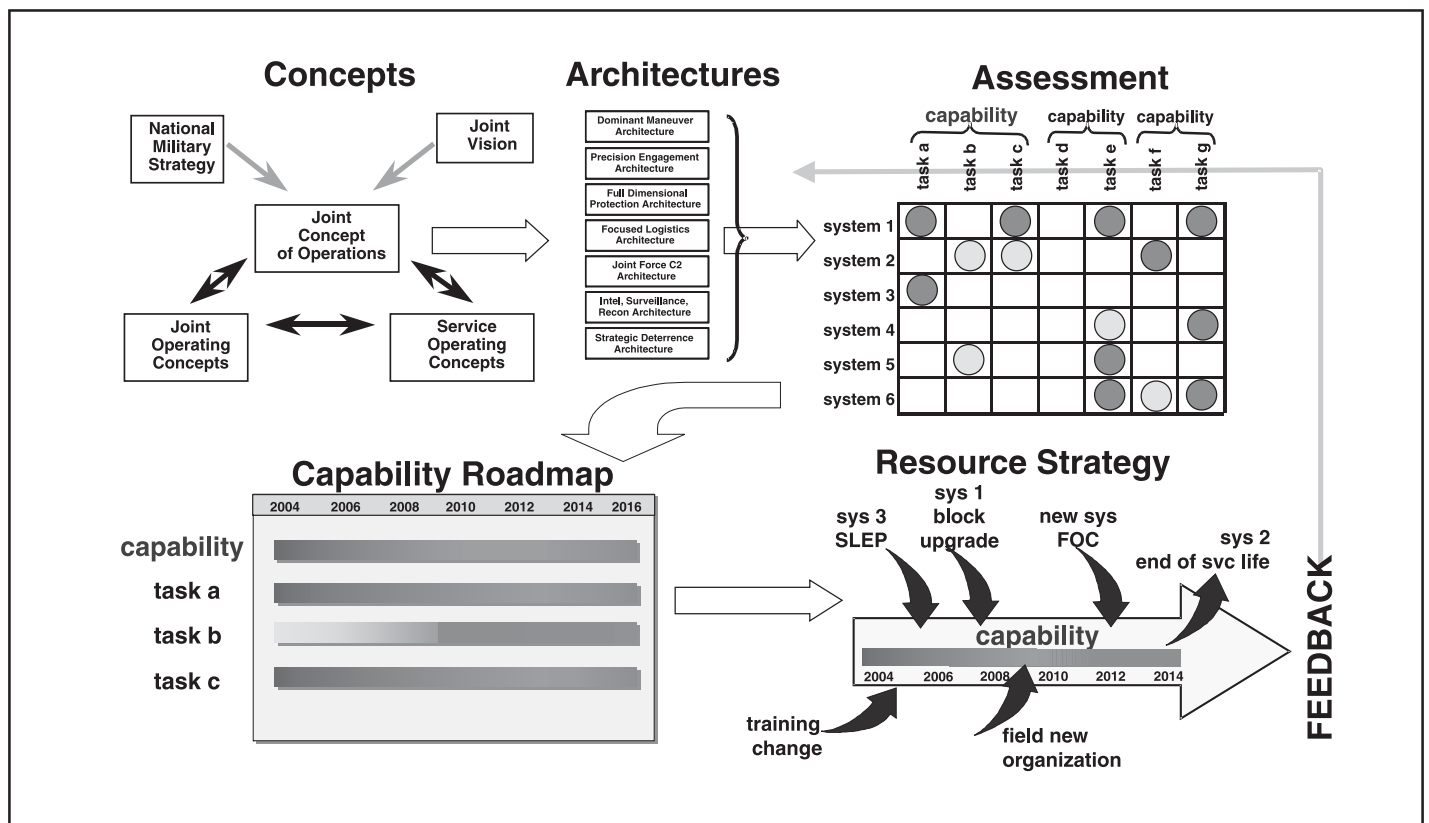 Concepts
National
Military
Strategy
Joint
Vision
Joint
Concept
of Operations
Joint
Operating
Concepts
Service
Operating
Concepts
Architectures
Dominant Maneuver
Architecture
Precision Engagement
Architecture
Full Dimensional
Protection Architecture
Focused Logistics
Architecture
Joint Force C2
Architecture
Intel, Surveillance,
Recon Architecture
Strategic Deterrence
Architecture
Assessment
capability
capability
capability
task a
task b
task c
task d
task e
task f
task g
system 1
system 2
system 3
system 4
system 5
system 6
Capability Roadmap
2004 2006 2008 2010 2012 2014 2016
capability
task a
task b
task c
Resource Strategy
sys 3
SLEP
sys 1
block
upgrade
new sys
FOC
sys 2
end of svc life
capability
2004 2006 2008 2010 2012 2014
training
change
field new
organization
FEEDBACK